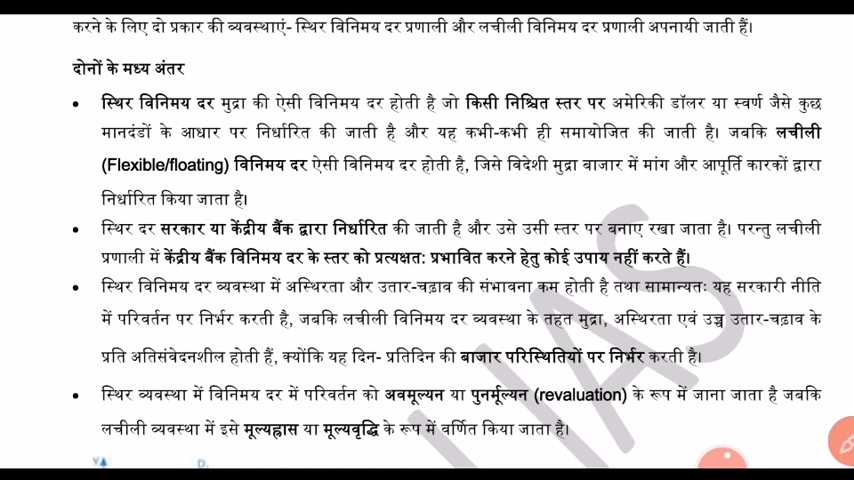 करने के लिए दो प्रकार की व्यवस्थाएं- स्थिर विनिमय दर प्रणाली और लचीली विनिमय दर प्रणाली अपनायी जाती हैं।
दोनों के मध्य अंतर
• स्थिर विनिमय दर मुद्रा की ऐसी विनिमय दर होती है जो किसी निश्चित स्तर पर अमेरिकी डॉलर या स्वर्ण जैसे कुछ
मानदंडों के आधार पर निर्धारित की जाती है और यह कभी-कभी ही समायोजित की जाती है। जबकि लचीली
(Flexible/floating) विनिमय दर ऐसी विनिमय दर होती है, जिसे विदेशी मुद्रा बाजार में मांग और आपूर्ति कारकों द्वारा
निर्धारित किया जाता है।
• स्थिर दर सरकार या केंद्रीय बैंक द्वारा निर्धारित की जाती है और उसे उसी स्तर पर बनाए रखा जाता है। परन्तु लचीली
प्रणाली में केंद्रीय बैंक विनिमय दर के स्तर को प्रत्यक्षत: प्रभावित करने हेतु कोई उपाय नहीं करते हैं।
• स्थिर विनिमय दर व्यवस्था में अस्थिरता और उतार-चढ़ाव की संभावना कम होती है तथा सामान्यतः यह सरकारी नीति
में परिवर्तन पर निर्भर करती है, जबकि लचीली विनिमय दर व्यवस्था के तहत मुद्रा, अस्थिरता एवं उच्च उतार-चढ़ाव के
प्रति अतिसंवेदनशील होती हैं, क्योंकि यह दिन- प्रतिदिन की बाजार परिस्थितियों पर निर्भर करती है।
• स्थिर व्यवस्था में विनिमय दर में परिवर्तन को अवमूल्यन या पुनर्मूल्यन (revaluation) के रूप में जाना जाता है जबकि
लचीली व्यवस्था में इसे मूल्यह्रास या मूल्यवृद्धि के रूप में वर्णित किया जाता है।
IAS